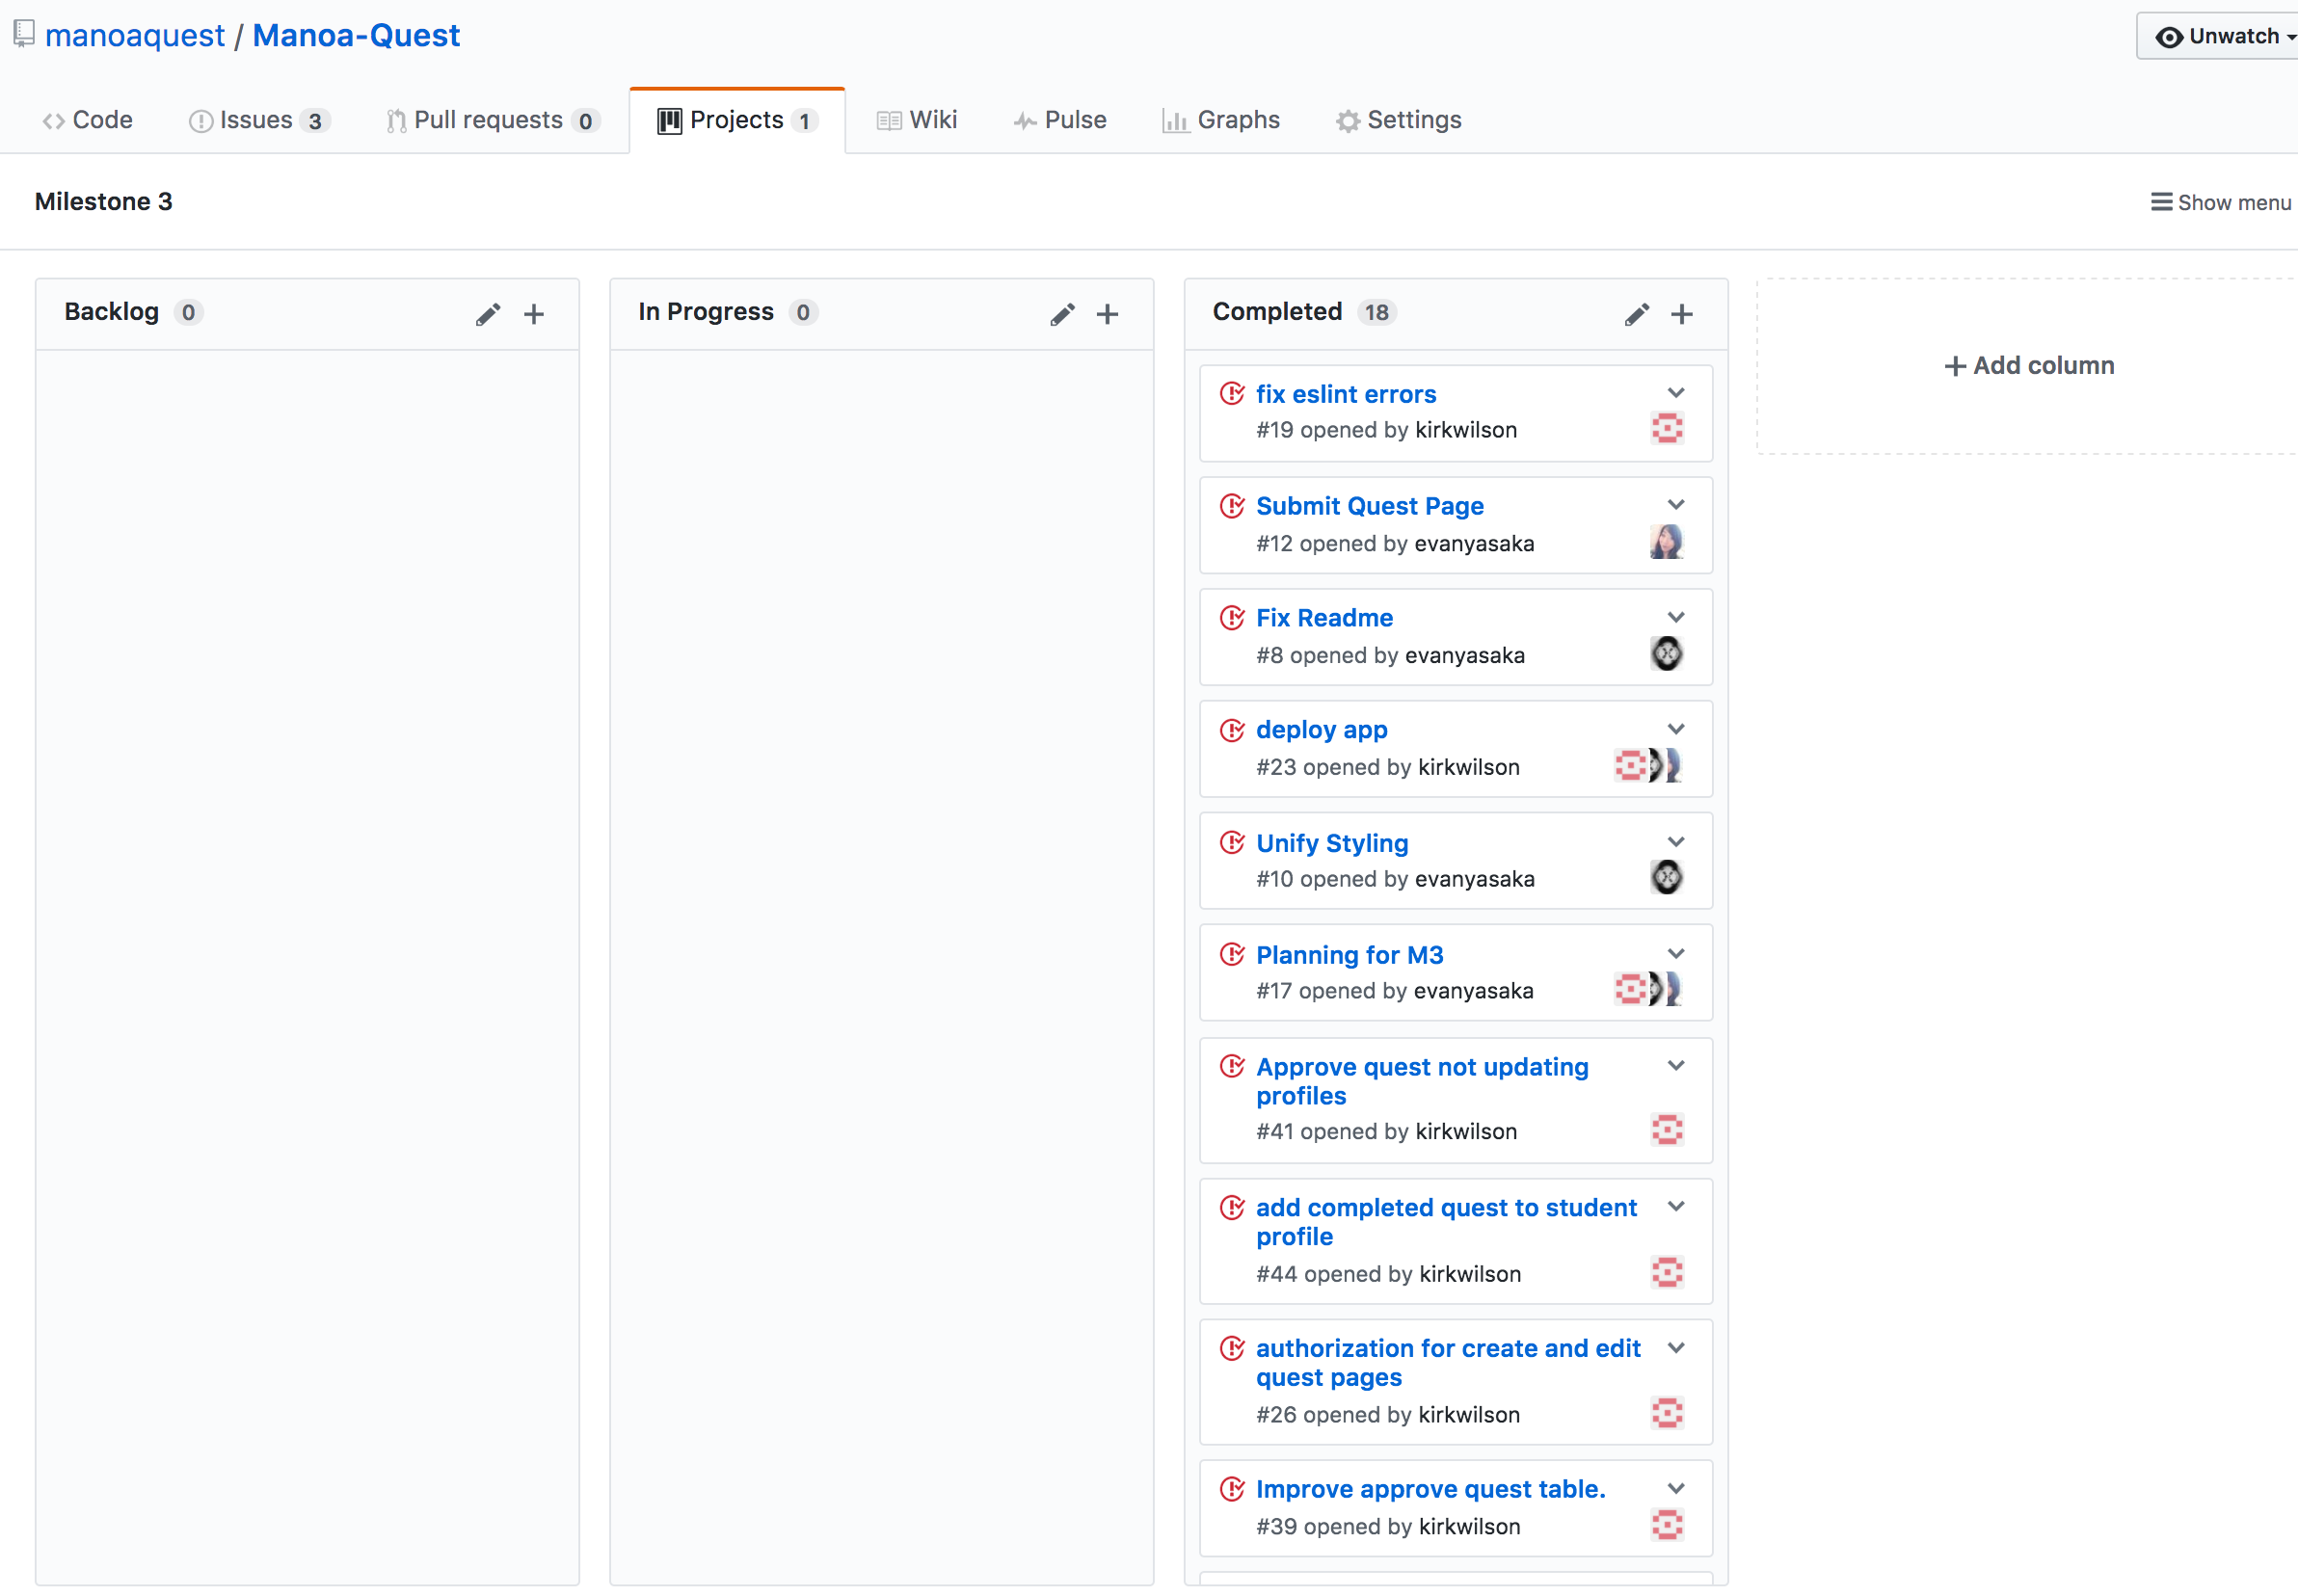 manoaquest / Manoa-Quest
Unwatch
Code
Issues 3
Pull requests 0
Projects 1
Wiki
Pulse
Graphs
Settings
Milestone 3
Show menu
Backlog 0
In Progress 0
Completed 18
fix eslint errors
#19 opened by kirkwilson
Submit Quest Page
#12 opened by evanyasaka
Fix Readme
#8 opened by evanyasaka
deploy app
#23 opened by kirkwilson
Unify Styling
#10 opened by evanyasaka
Planning for M3
#17 opened by evanyasaka
Approve quest not updating
profiles
#41 opened by kirkwilson
add completed quest to student
profile
#44 opened by kirkwilson
authorization for create and edit
quest pages
#26 opened by kirkwilson
Improve approve quest table.
#39 opened by kirkwilson
Add column